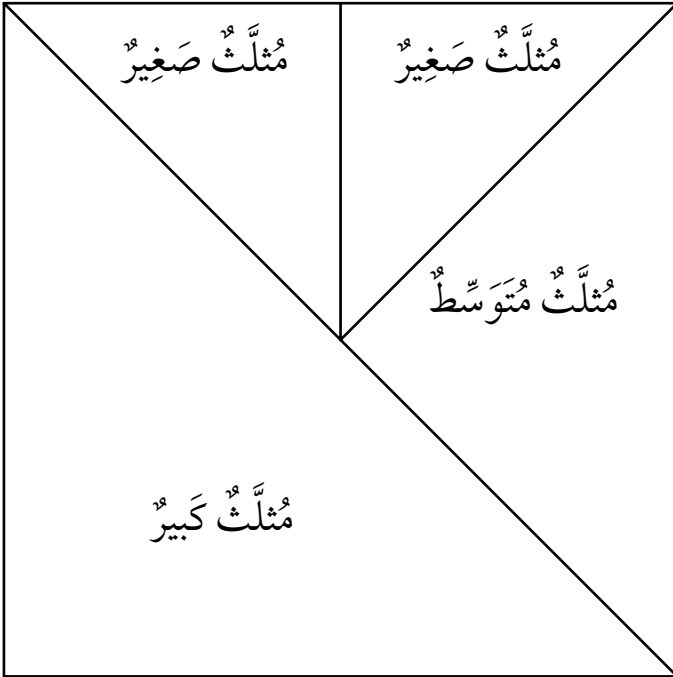 مُثلَّثٌ صَغِيرٌ
مُثلَّثٌ صَغِيرٌ
مُثلَّثٌ مُتَوَسِّطٌ
مُثلَّثٌ كَبيرٌ